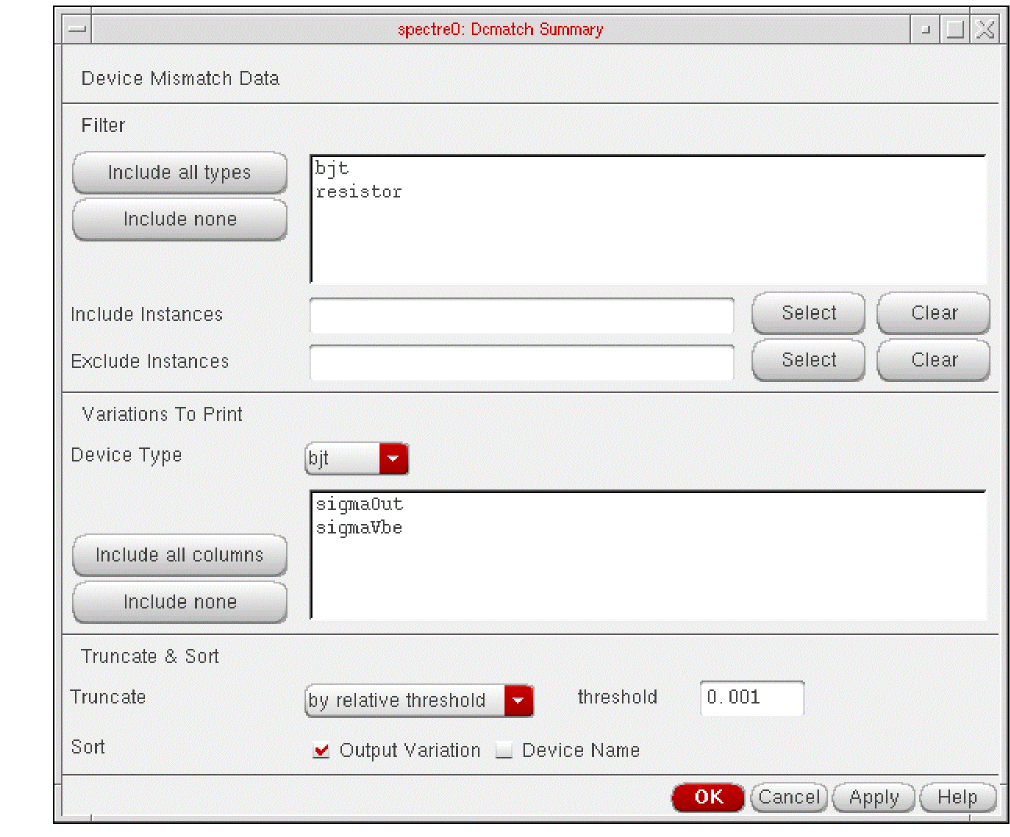 spectre0: Dcmatch Summary
Device Mismatch Data
Filter
Include all types
bjt
resistor
Include none
Include Instances
Select
Clear
Exclude Instances
Select
Clear
Variations To Print
Device Type
bjt
sigmaOut
sigmaVbe
Include all columns
Include none
Truncate & Sort
Truncate
by relative threshold
threshold
0.001
Sort
Output Variation
Device Name
OK
Cancel
Apply
Help